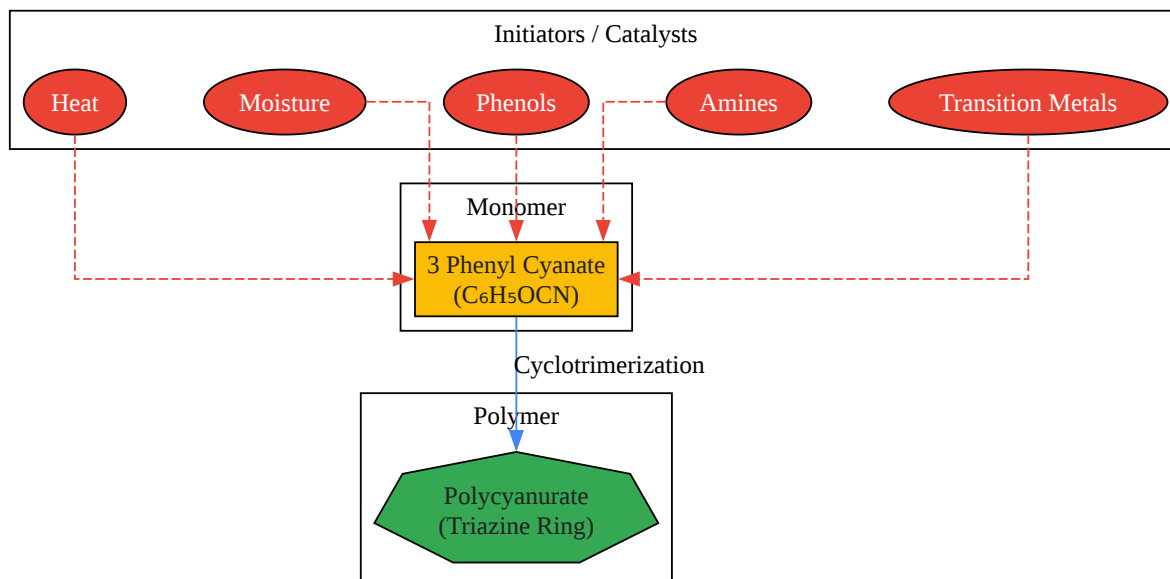 Initiators / Catalysts
Heat
Moisture
Phenols
Amines
Transition Metals
Monomer
3 Phenyl Cyanate
(C₆H₅OCN)
Cyclotrimerization
Polymer
Polycyanurate
(Triazine Ring)